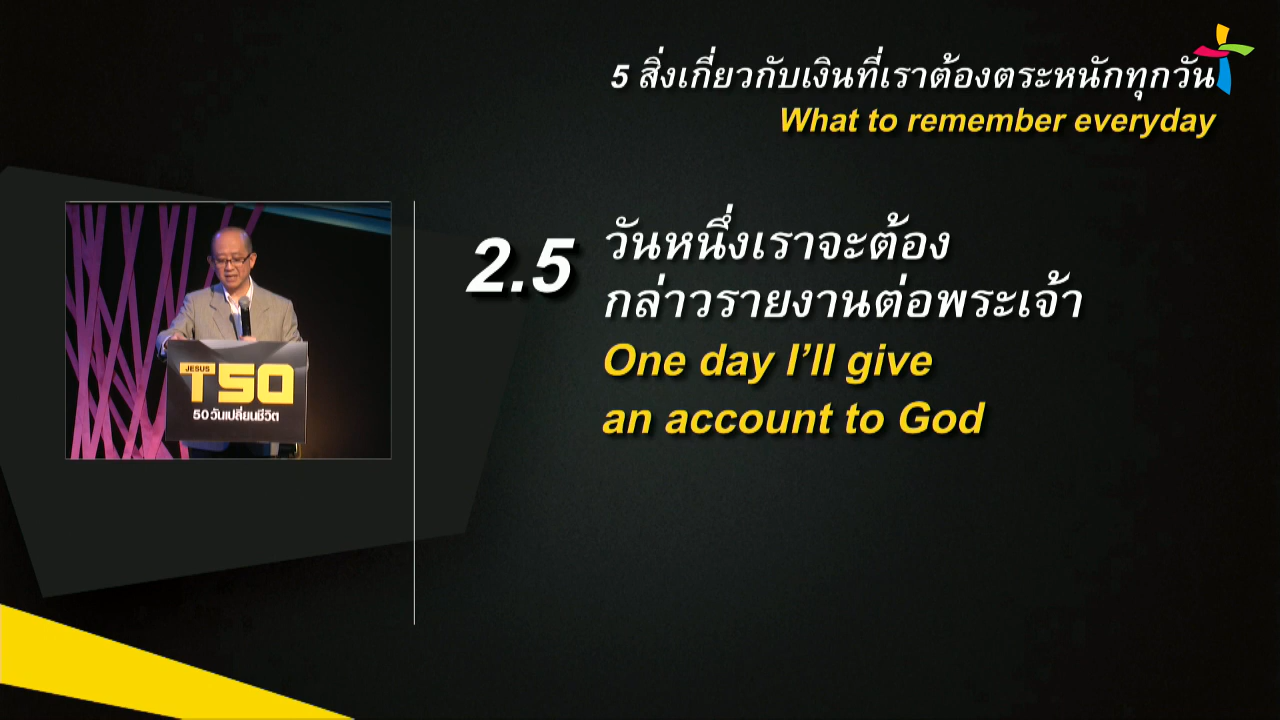 5 สิ่งเกี่ยวกับเงินที่เราต้องตระหนักทุกวัน
What to remember everyday
2.5
วันหนึ่งเราจะต้อง
กล่าวรายงานต่อพระเจ้า
One day I’ll give
an account to God
JESUS
T50
50 วันเปลี่ยนชีวิต